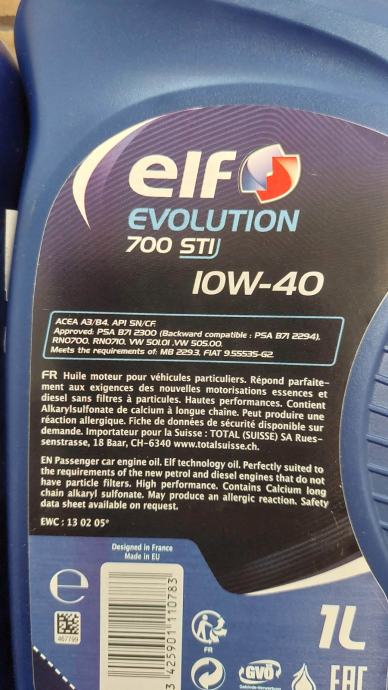 elf
EVOLUTION
700 STI
10W-40
ACEA A3/B4, API SN/CF.
Approved: PSA B71 2300 (Backward compatible : PSA B71 2294),
RN0700, RN0710, VW 501.01 ,VW 505.00.
Meets the requirements of: MB 229.3, FIAT 9.55535-G2.
FR Huile moteur pour véhicules particuliers. Répond parfaite-
ment aux exigences des nouvelles motorisations essences et
diesel sans filtres à particules. Hautes performances. Contient
Alkarylsulfonate de calcium à longue chaîne. Peut produire une
réaction allergique. Fiche de données de sécurité disponible sur
demande. Importateur pour la Suisse : TOTAL (SUISSE) SA Rues-
senstrasse, 18 Baar, CH-6340 www.totalsuisse.ch.
EN Passenger car engine oil. Elf technology oil. Perfectly suited to
the requirements of the new petrol and diesel engines that do not
have particle filters. High performance. Contains Calcium long
chain alkaryl sulfonate. May produce an allergic reaction. Safety
data sheet available on request.
EWC : 13 02 05*
Designed in France
Made in EU
e
467799
3 425901 110783
FR
GVÖ
1L
EAC